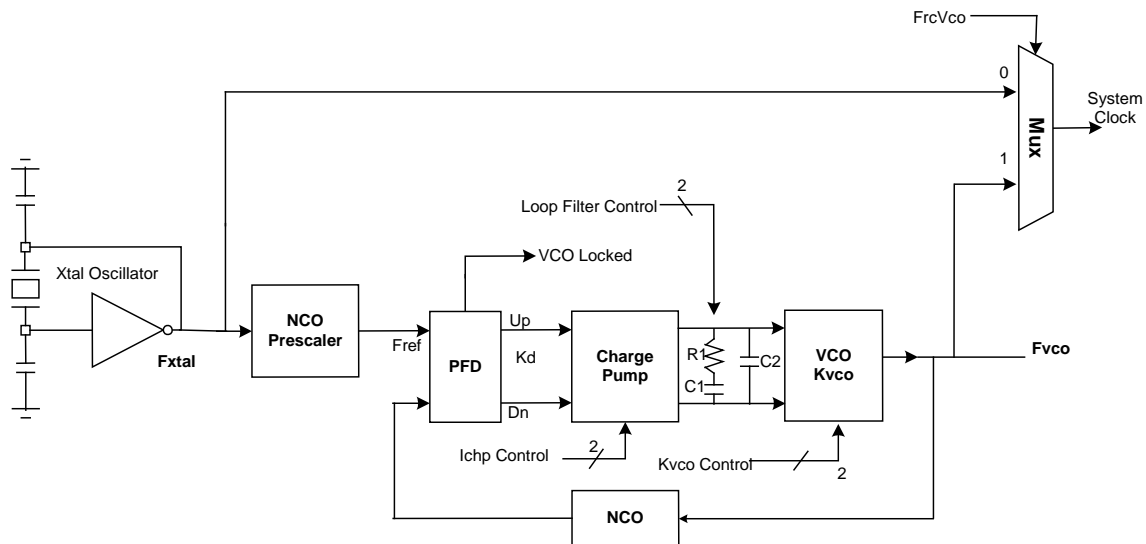 FrcVco
0
System
Clock
Mux
1
2
Loop Filter Control
VCO Locked
Xtal Oscillator
NCO
Prescaler
Fxtal
Fref
PFD
Up
Kd
Dn
Charge
Pump
R1
C1
C2
VCO
Kvco
Fvco
Ichp Control
2
Kvco Control
2
NCO